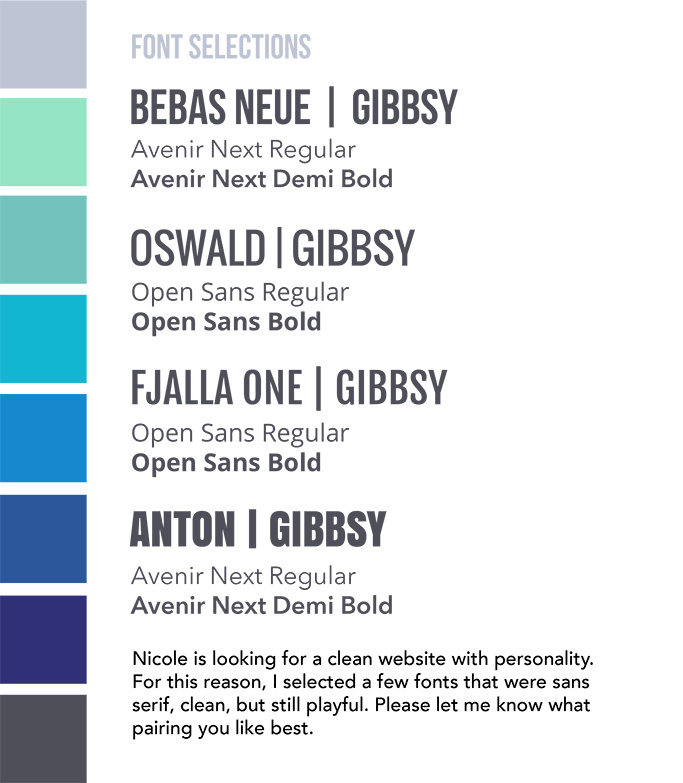 FONT SELECTIONS
BEBAS NEUE | GIBBSY
Avenir Next Regular
Avenir Next Demi Bold
OSWALD | GIBBSY
Open Sans Regular
Open Sans Bold
FJALLA ONE | GIBBSY
Open Sans Regular
Open Sans Bold
ANTON | GIBBSY
Avenir Next Regular
Avenir Next Demi Bold
Nicole is looking for a clean website with personality.
For this reason, I selected a few fonts that were sans
serif, clean, but still playful. Please let me know what
pairing you like best.